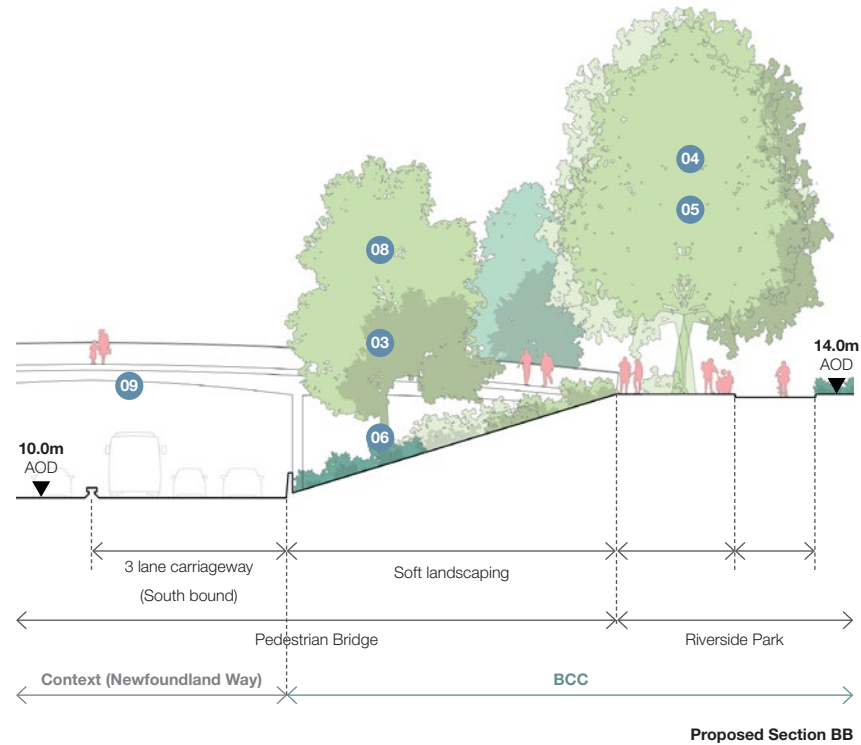 04
05
08
03
14.0m
AOD
09
06
10.0m
AOD
3 lane carriageway
(South bound)
Soft landscaping
Pedestrian Bridge
Riverside Park
Context (Newfoundland Way)
BCC
Proposed Section BB